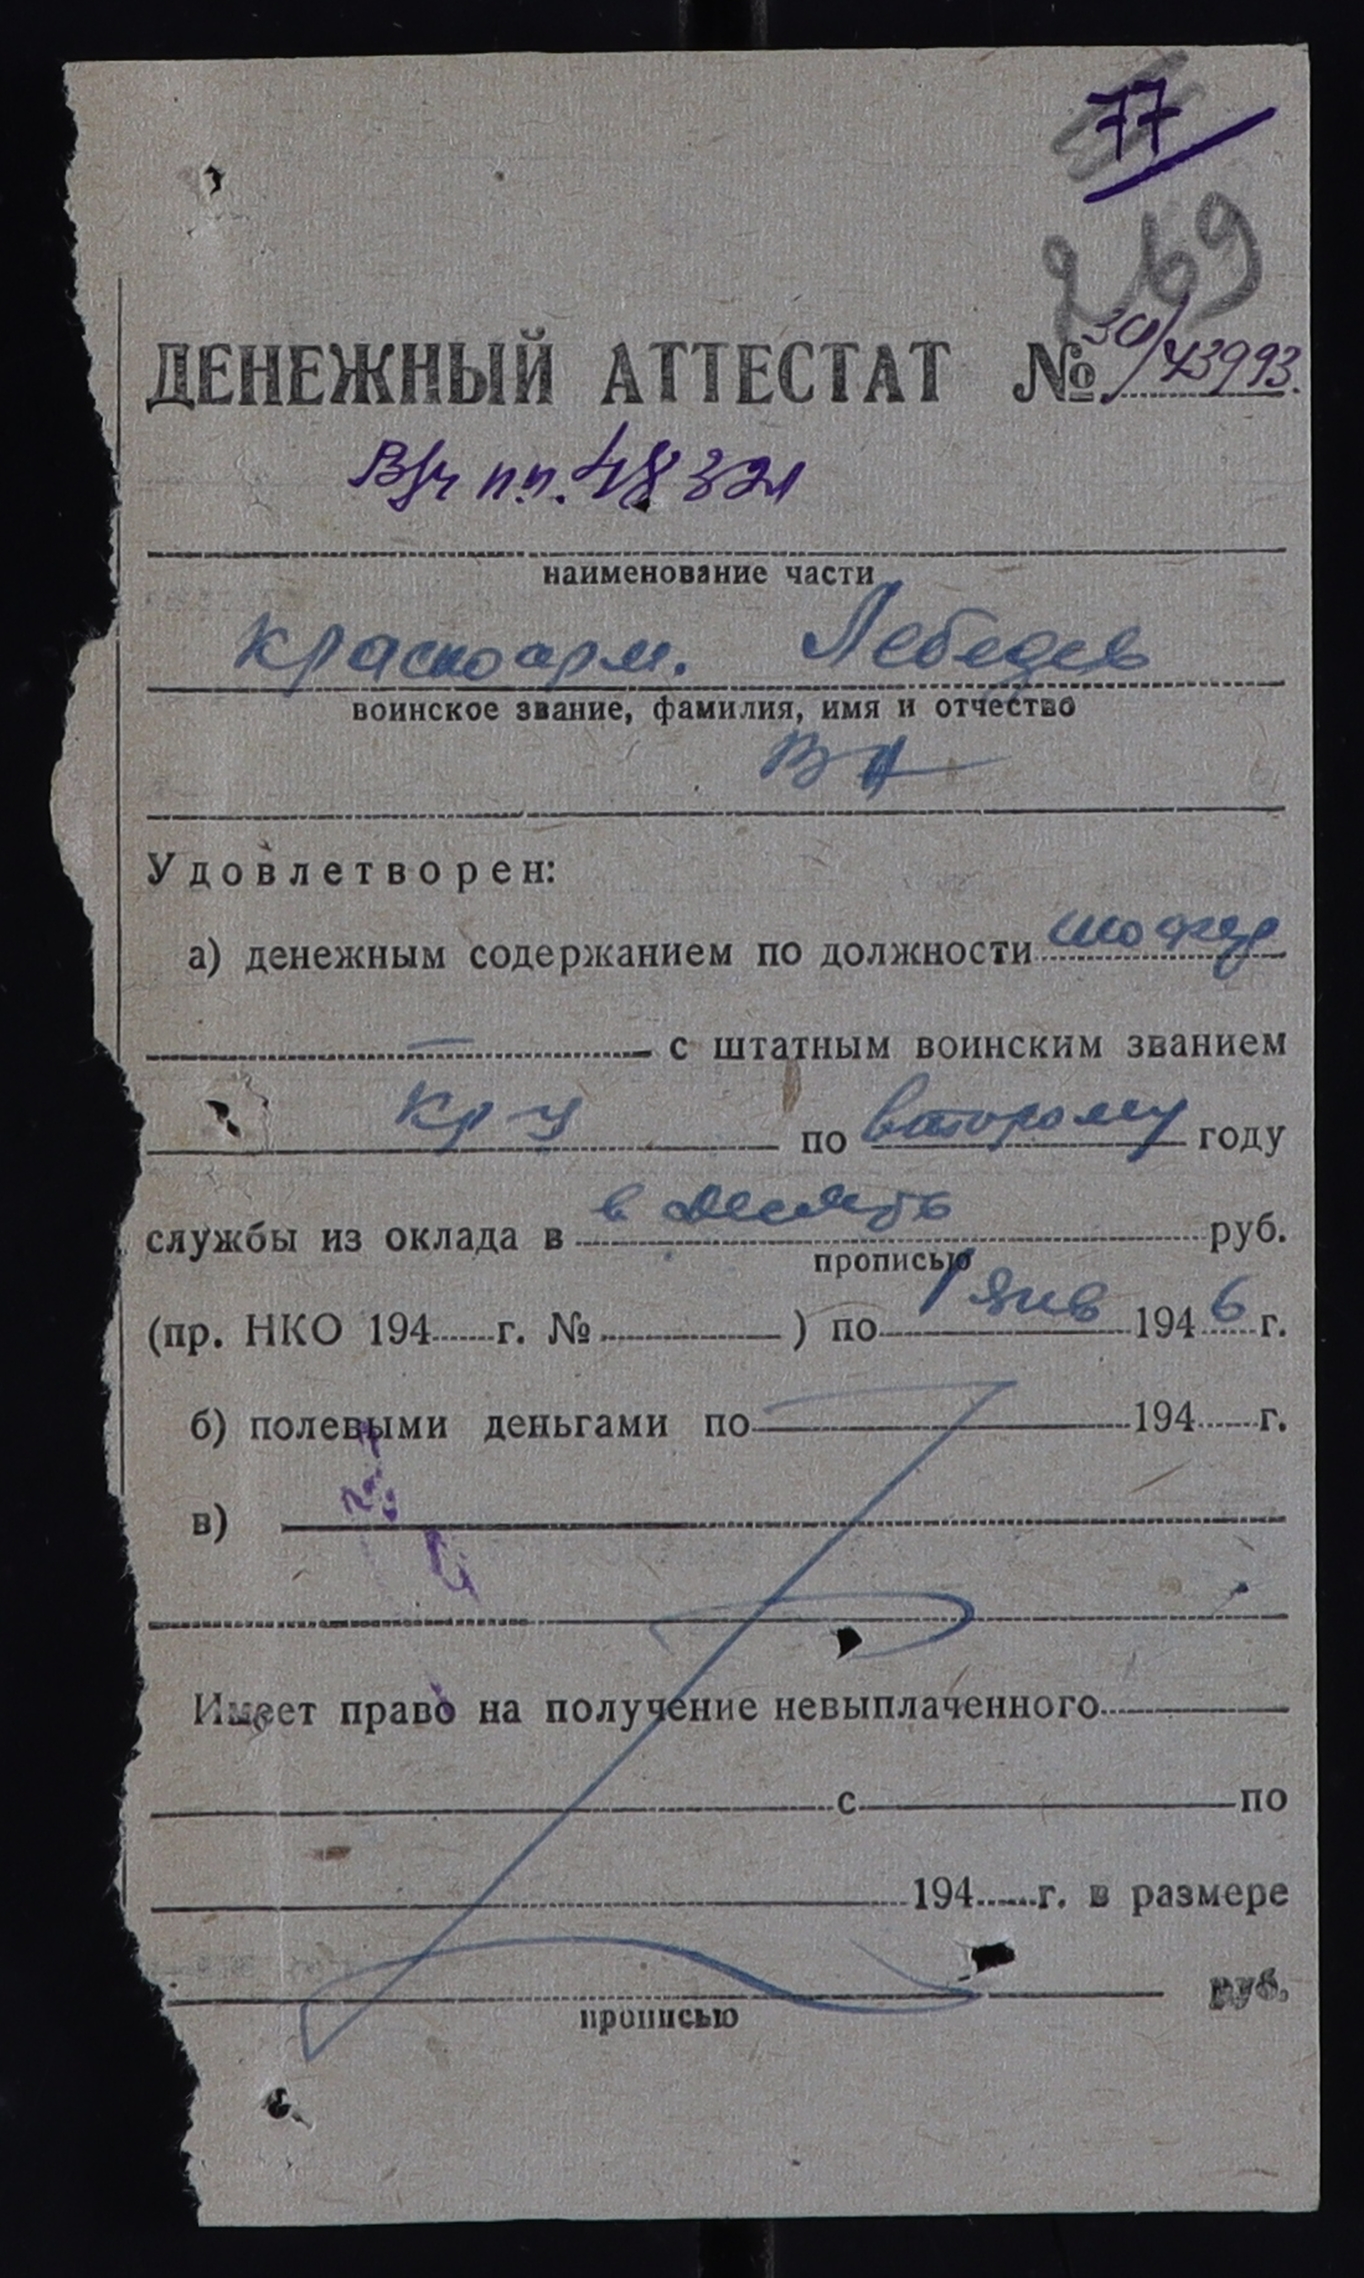 77
269
ДЕНЕЖНЫЙ АТТЕСТАТ № 30/43993.
В/ч п.п. 48321
наименование части
красноарм. Лебедев
воинское звание, фамилия, имя и отчество
В
Удовлетворен:
а) денежным содержанием по должности шофер
— с штатным воинским званием
кр-ц по второму году
службы из оклада в руб.
прописью
(пр. НКО 194 г. № ) по 1 янв 1946 г.
б) полевыми деньгами по 194 г.
в)
Имеет право на получение невыплаченного
с по
194 г. в размере
руб.
прописью